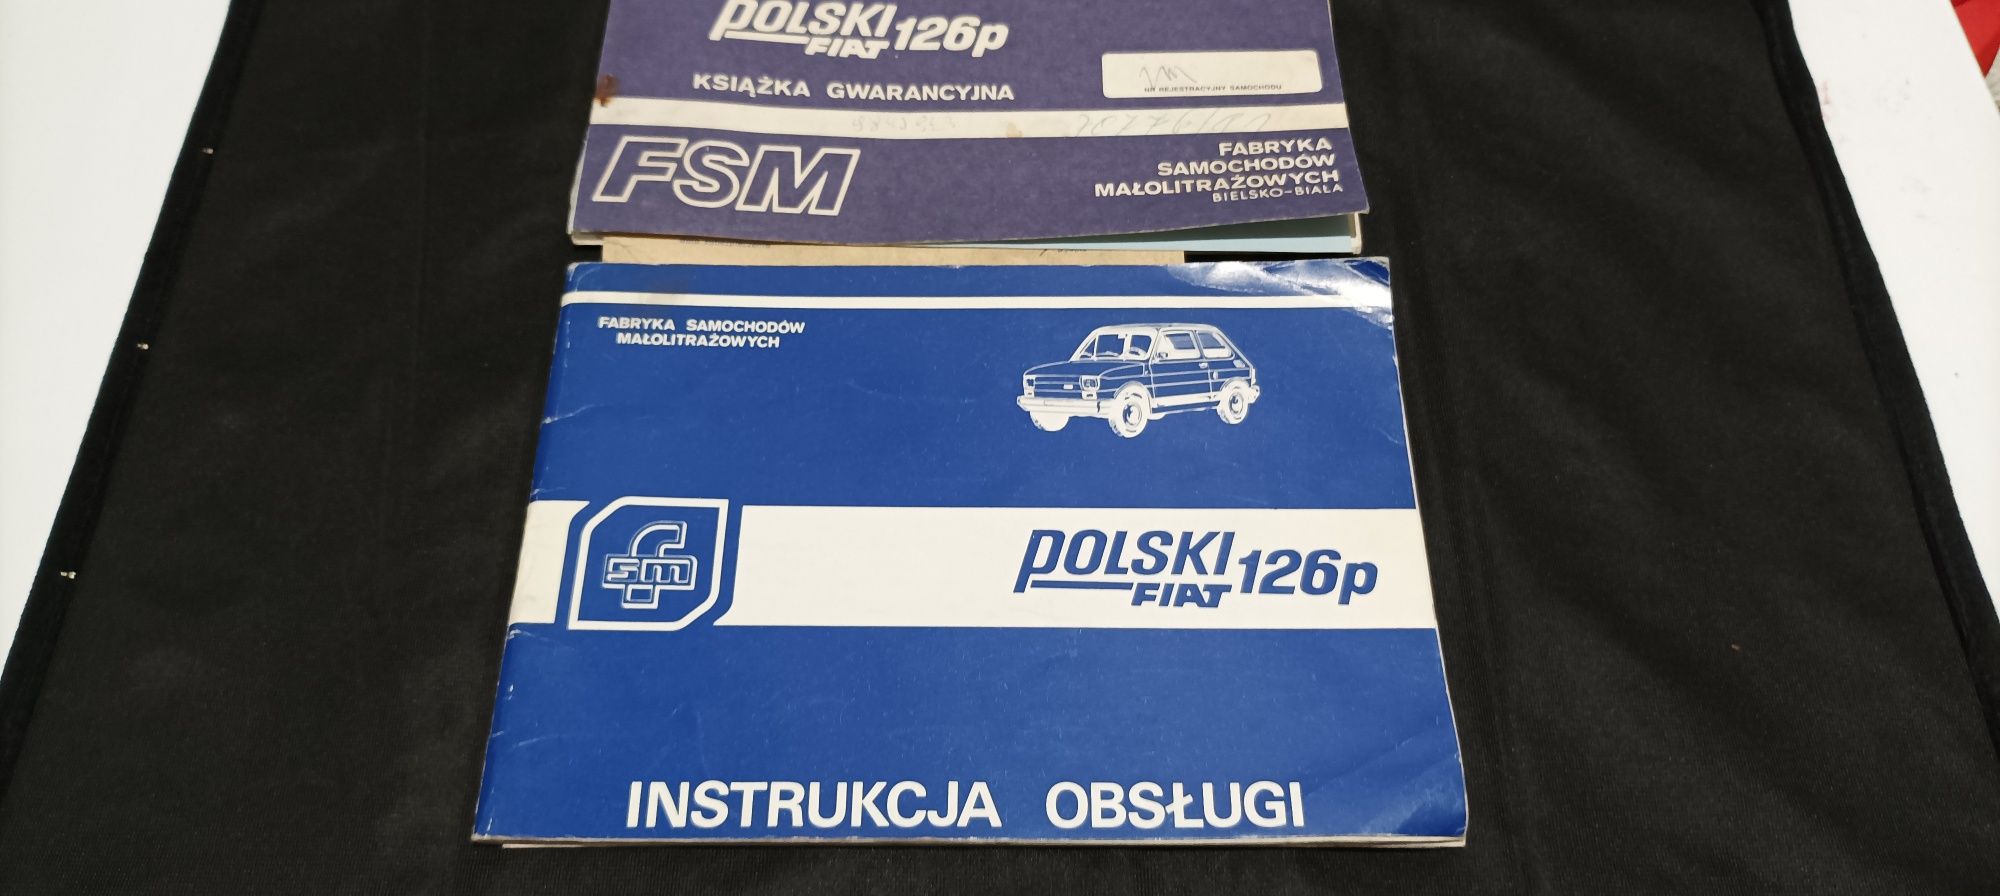 POLSKI
FIAT 126p
KSIĄŻKA GWARANCYJNA
NR REJESTRACYJNY SAMOCHODU
FSM
FABRYKA
SAMOCHODÓW
MAŁOLITRAŻOWYCH
BIELSKO-BIAŁA
FABRYKA SAMOCHODÓW
MAŁOLITRAŻOWYCH
fsm
POLSKI
FIAT 126p
INSTRUKCJA OBSŁUGI